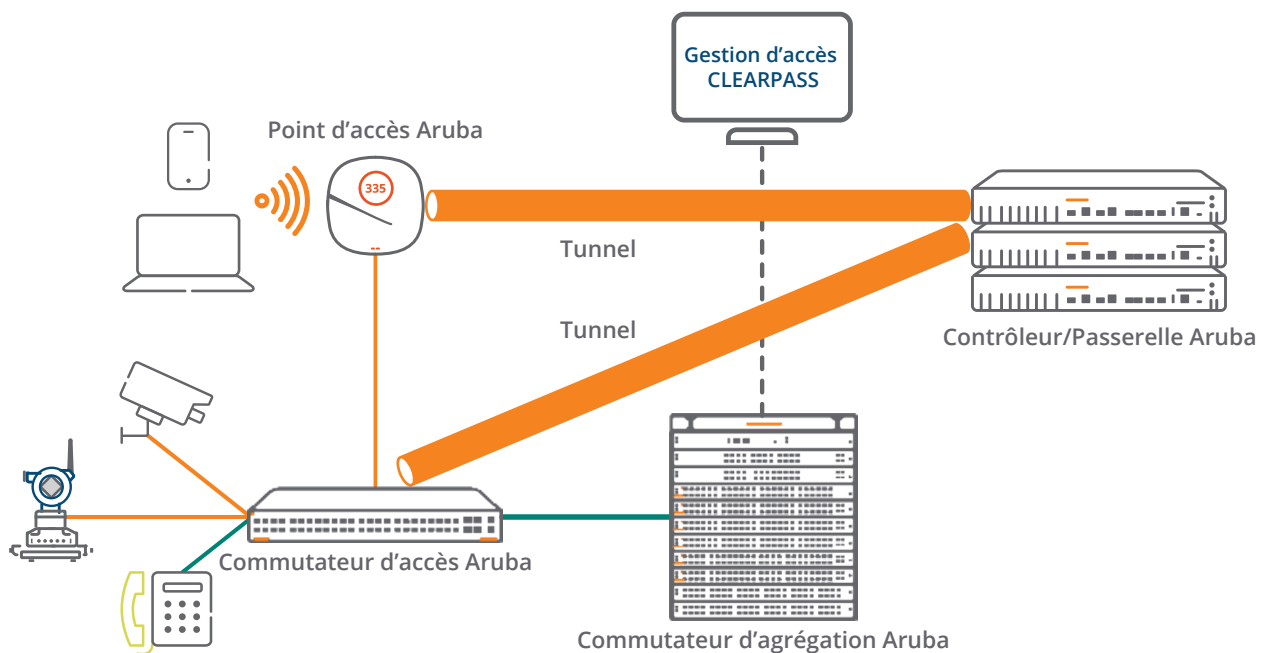 Gestion d’accès
CLEARPASS
Point d’accès Aruba
335
Tunnel
Tunnel
Contrôleur/Passerelle Aruba
Commutateur d’accès Aruba
Commutateur d’agrégation Aruba